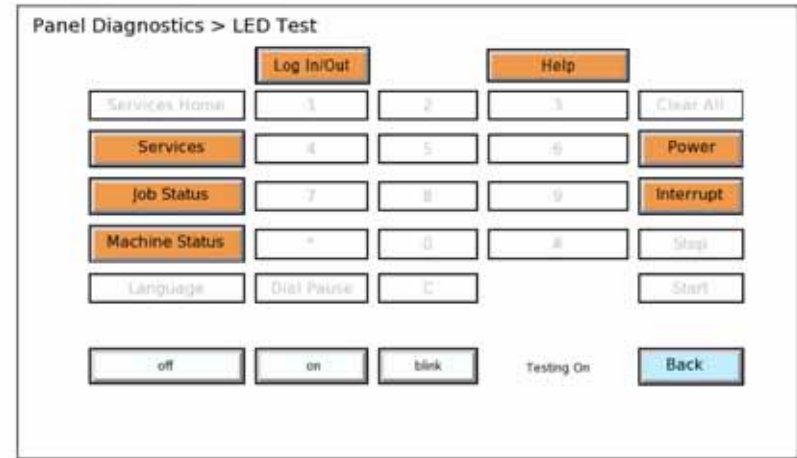 Panel Diagnostics > LED Test
Log In/Out Help
Services Home 1 2 3 Clear All
Services 4 5 6 Power
Job Status 7 8 9 Interrupt
Machine Status * 0 # Stop
Language Dial Pause C Start
off on blink Testing On Back